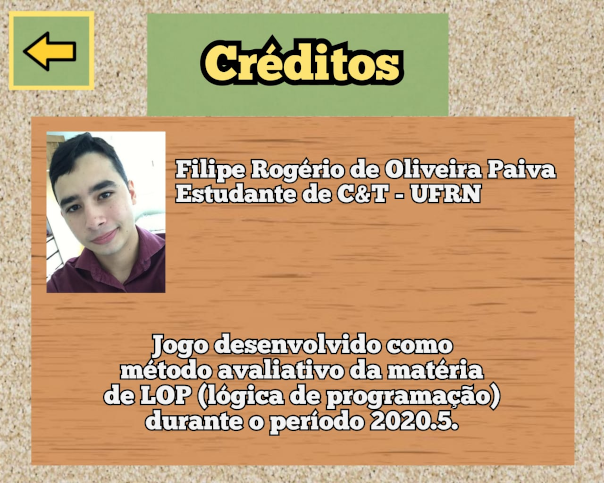 Créditos
Filipe Rogério de Oliveira Paiva
Estudante de C&T - UFRN
Jogo desenvolvido como
método avaliativo da matéria
de LOP (lógica de programação)
durante o período 2020.5.